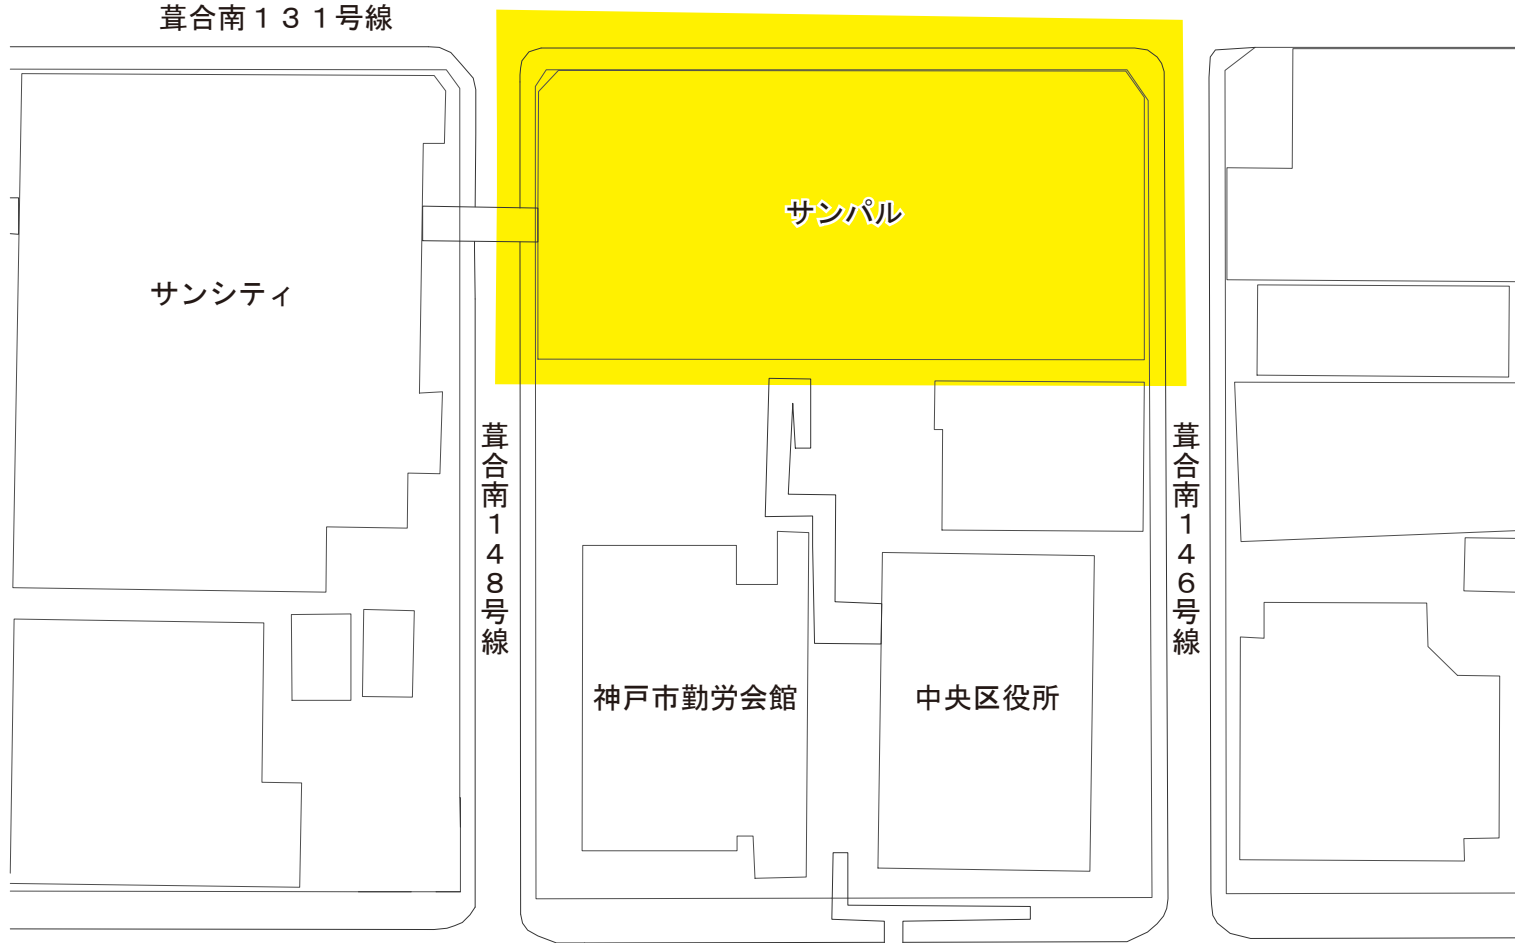 葺合南１３１号線
サンパル
サンシティ
葺合南１４８号線
葺合南１４６号線
神戸市勤労会館
中央区役所